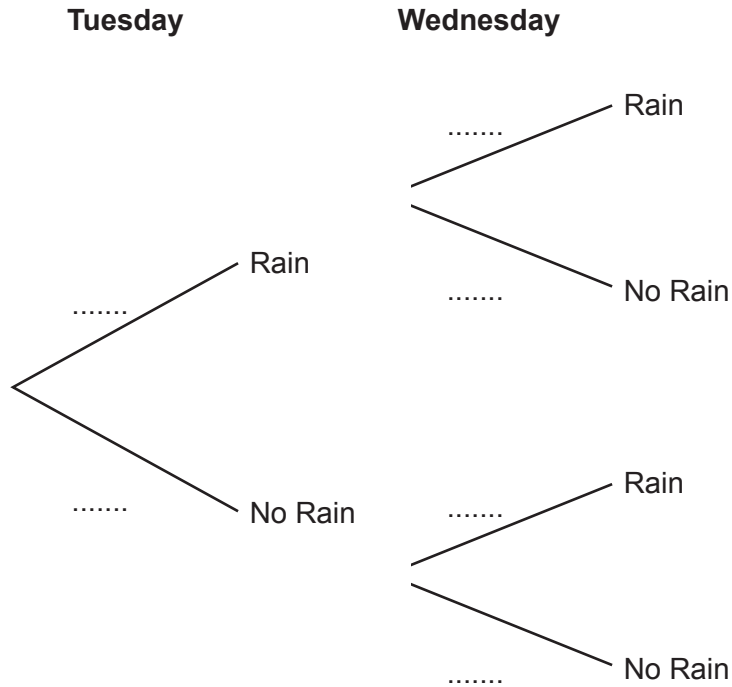 Tuesday Wednesday
.......
Rain
.......
No Rain
.......
Rain
.......
No Rain
.......
Rain
.......
No Rain